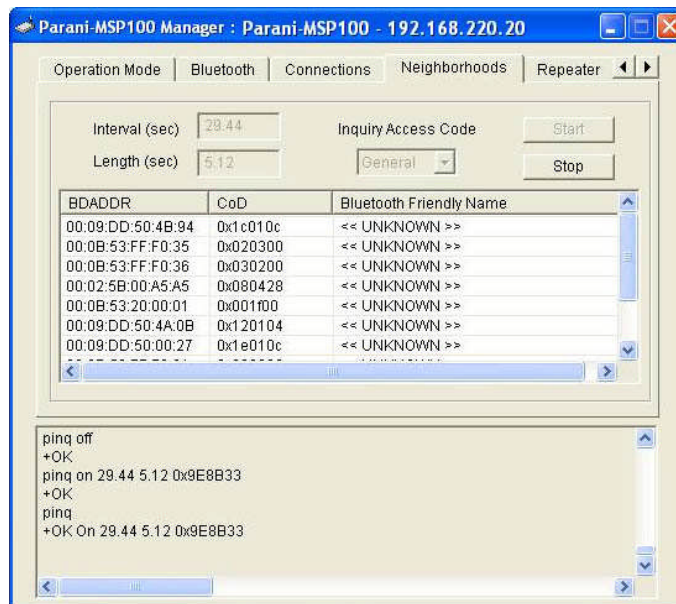 Parani-MSP100 Manager : Parani-MSP100 - 192.168.220.20
Operation Mode Bluetooth Connections Neighborhoods Repeater
Interval (sec) 29.44 Inquiry Access Code Start
Length (sec) 5.12 General Stop
BDADDR CoD Bluetooth Friendly Name
00:09:DD:50:4B:94 0x1c010c << UNKNOWN >>
00:0B:53:FF:F0:35 0x020300 << UNKNOWN >>
00:0B:53:FF:F0:36 0x030200 << UNKNOWN >>
00:02:5B:00:A5:A5 0x080428 << UNKNOWN >>
00:0B:53:20:00:01 0x001f00 << UNKNOWN >>
00:09:DD:50:4A:0B 0x120104 << UNKNOWN >>
00:09:DD:50:00:27 0x1e010c << UNKNOWN >>
pinq off
+OK
pinq on 29.44 5.12 0x9E8B33
+OK
pinq
+OK On 29.44 5.12 0x9E8B33